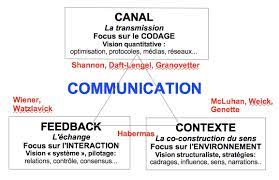 CANAL
La transmission
Focus sur le CODAGE
Vision quantitative :
optimisation, protocoles, médias, réseaux...
Shannon, Daft-Lengel, Granovetter
Wiener,
Watzlavick
COMMUNICATION
McLuhan, Weick,
Genette
FEEDBACK
L'échange
Focus sur l'INTERACTION
Vision « système », pilotage:
relations, contrôle, consensus...
Habermas
CONTEXTE
La co-construction du sens
Focus sur l'ENVIRONNEMENT
Vision structuraliste, stratégies:
cadrages, influence, sens, narrations..